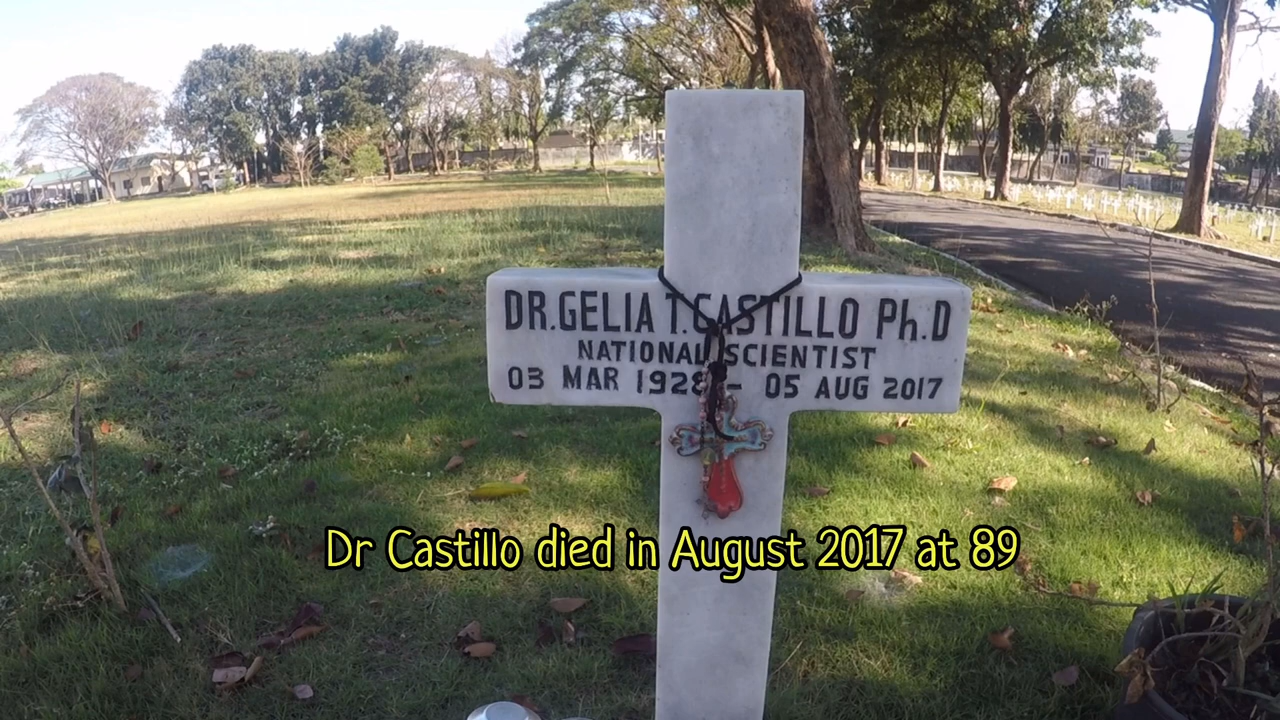 DR.GELIA T.CASTILLO Ph.D
NATIONAL SCIENTIST
03 MAR 1928 - 05 AUG 2017
Dr Castillo died in August 2017 at 89